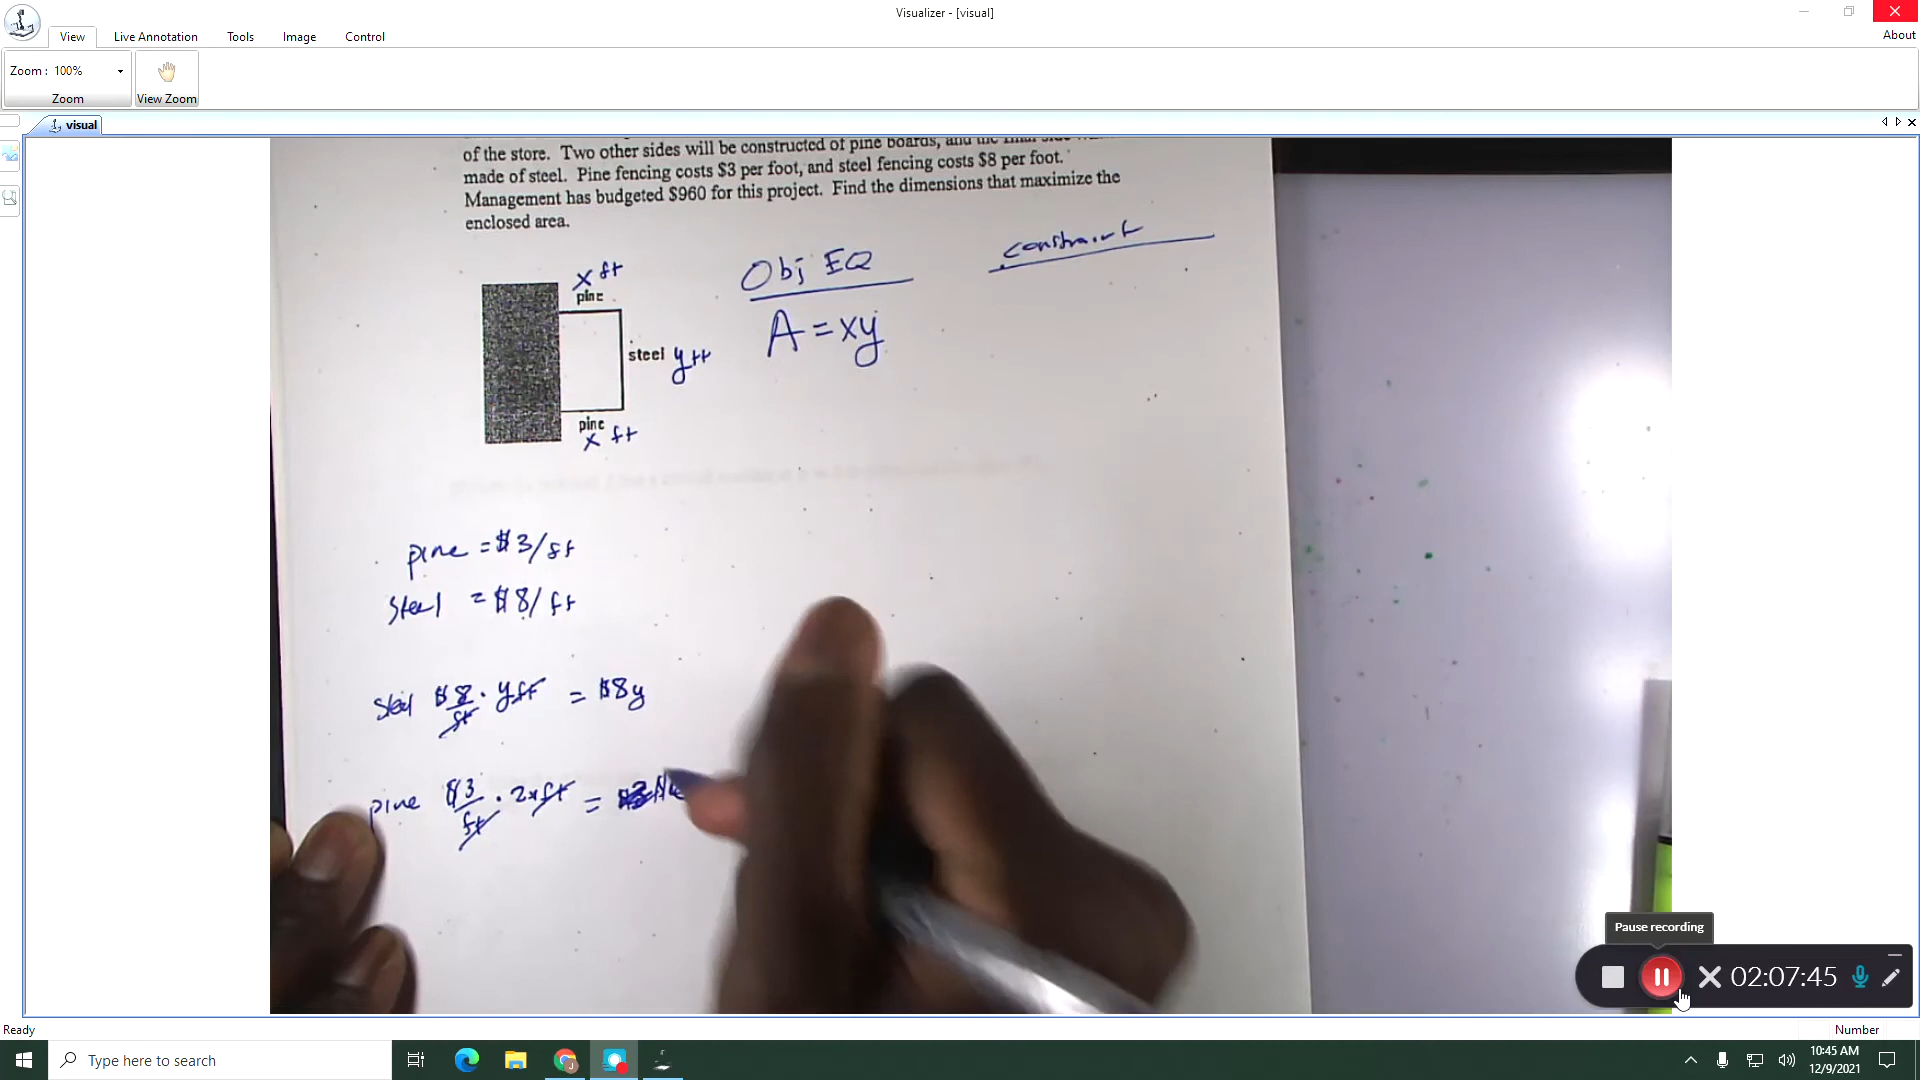 Visualizer - [visual]
View Live Annotation Tools Image Control About
Zoom : 100%
Zoom View Zoom
visual
of the store. Two other sides will be constructed of pine boards, and the final side
made of steel. Pine fencing costs $3 per foot, and steel fencing costs $8 per foot.
Management has budgeted $960 for this project. Find the dimensions that maximize the
enclosed area.
x ft
pine
steel y ft
pine
x ft
Obj EQ
A = xy
constraint
pine = $3/ft
steel = $8/ft
steel $8/ft · y ft = $8y
pine $3/ft · 2x ft =
Pause recording
02:07:45
Ready Number
Type here to search
10:45 AM
12/9/2021